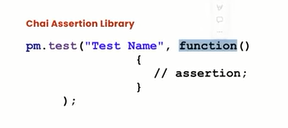 Chai Assertion Library
pm.test("Test Name", function()
{
// assertion;
}
);